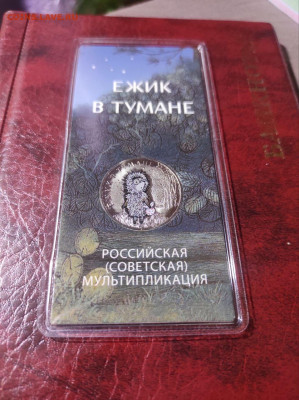 ЕЖИК
В ТУМАНЕ
РОССИЙСКАЯ
(СОВЕТСКАЯ)
МУЛЬТИПЛИКАЦИЯ